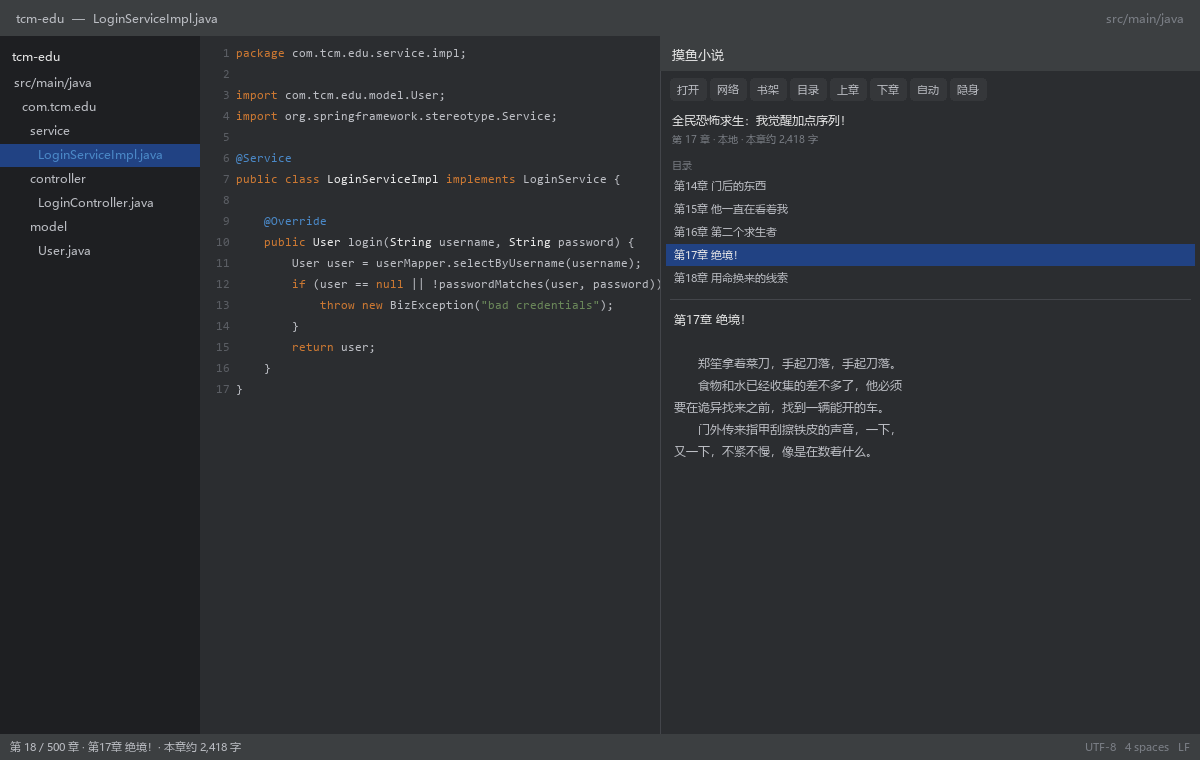 tcm-edu — LoginServiceImpl.java
src/main/java
tcm-edu
src/main/java
com.tcm.edu
service
LoginServiceImpl.java
controller
LoginController.java
model
User.java
1 package com.tcm.edu.service.impl;
2
3 import com.tcm.edu.model.User;
4 import org.springframework.stereotype.Service;
5
6 @Service
7 public class LoginServiceImpl implements LoginService {
8
9     @Override
10     public User login(String username, String password) {
11         User user = userMapper.selectByUsername(username);
12         if (user == null || !passwordMatches(user, password))
13             throw new BizException("bad credentials");
14         }
15         return user;
16     }
17 }
摸鱼小说
打开 网络 书架 目录 上章 下章 自动 隐身
全民恐怖求生：我觉醒加点序列！
第 17 章 · 本地 · 本章约 2,418 字
目录
第14章 门后的东西
第15章 他一直在看着我
第16章 第二个求生者
第17章 绝境！
第18章 用命换来的线索
第17章 绝境！
郑笙拿着菜刀，手起刀落，手起刀落。
食物和水已经收集的差不多了，他必须
要在诡异找来之前，找到一辆能开的车。
门外传来指甲刮擦铁皮的声音，一下，
又一下，不紧不慢，像是在数着什么。
第 18 / 500 章 · 第17章 绝境！ · 本章约 2,418 字
UTF-8 4 spaces LF